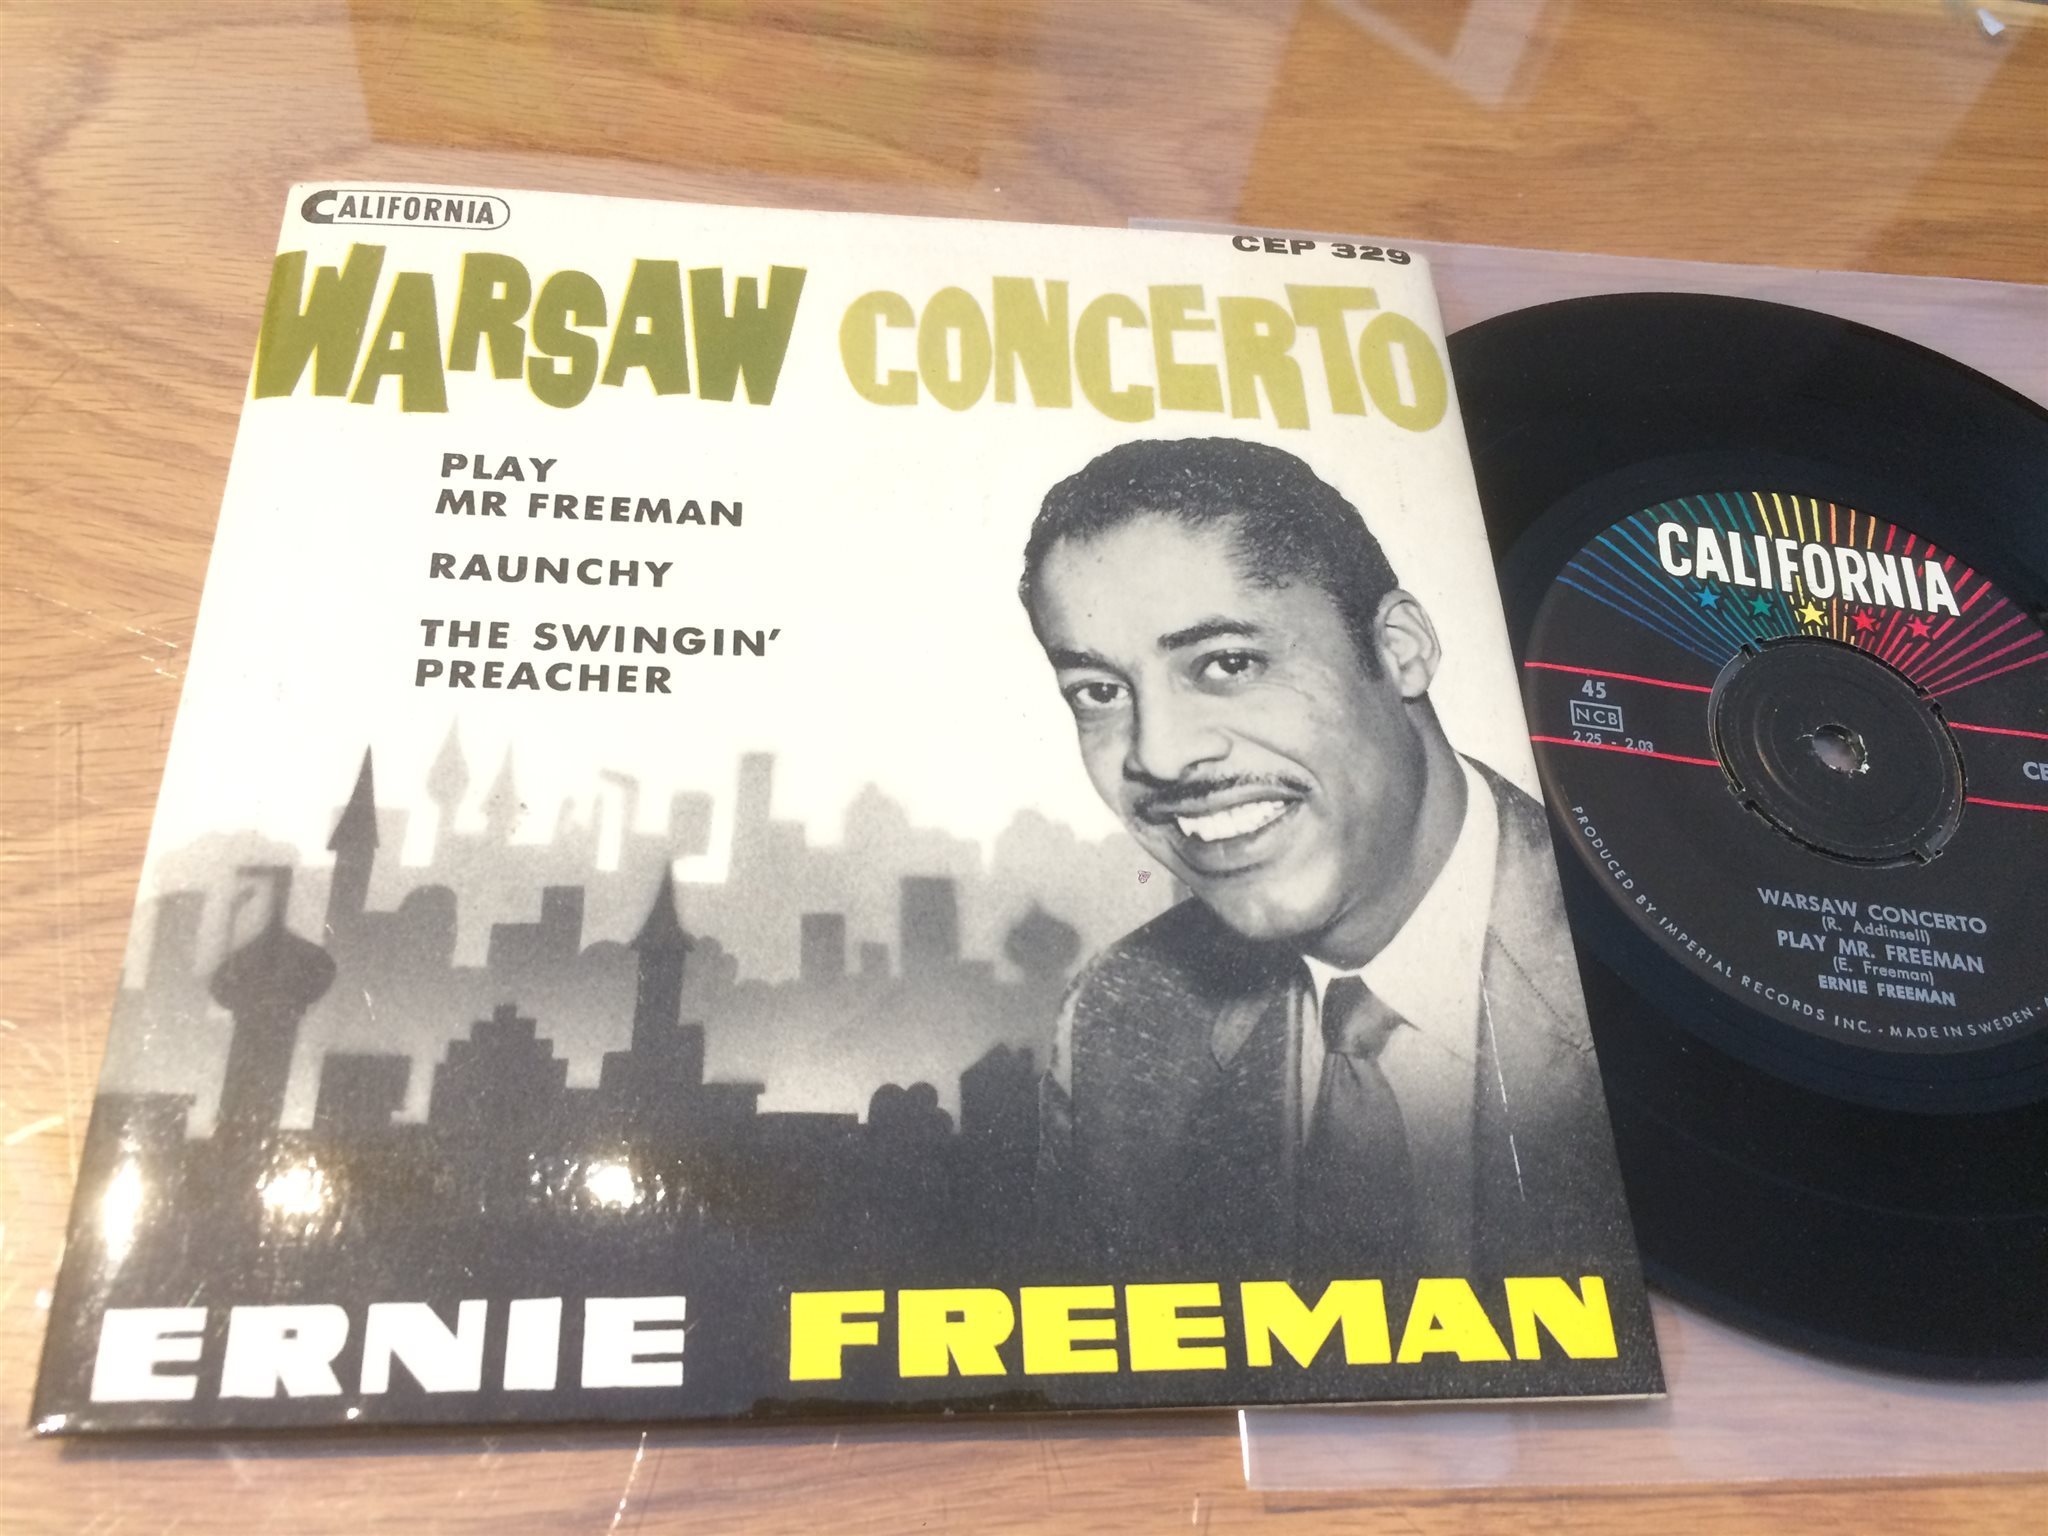 CALIFORNIA
CEP 329
WARSAW CONCERTO
PLAY
MR FREEMAN
RAUNCHY
THE SWINGIN'
PREACHER
ERNIE FREEMAN
CALIFORNIA
45
NCB
2.25 - 2.03
WARSAW CONCERTO
(R. Addinsell)
PLAY MR. FREEMAN
(E. Freeman)
ERNIE FREEMAN
PRODUCED BY IMPERIAL RECORDS INC. - MADE IN SWEDEN -